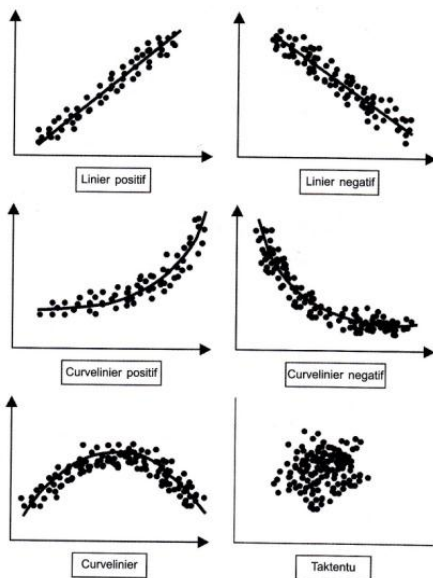 Linier positif
Linier negatif
Curvelinier positif
Curvelinier negatif
Curvelinier
Taktentu